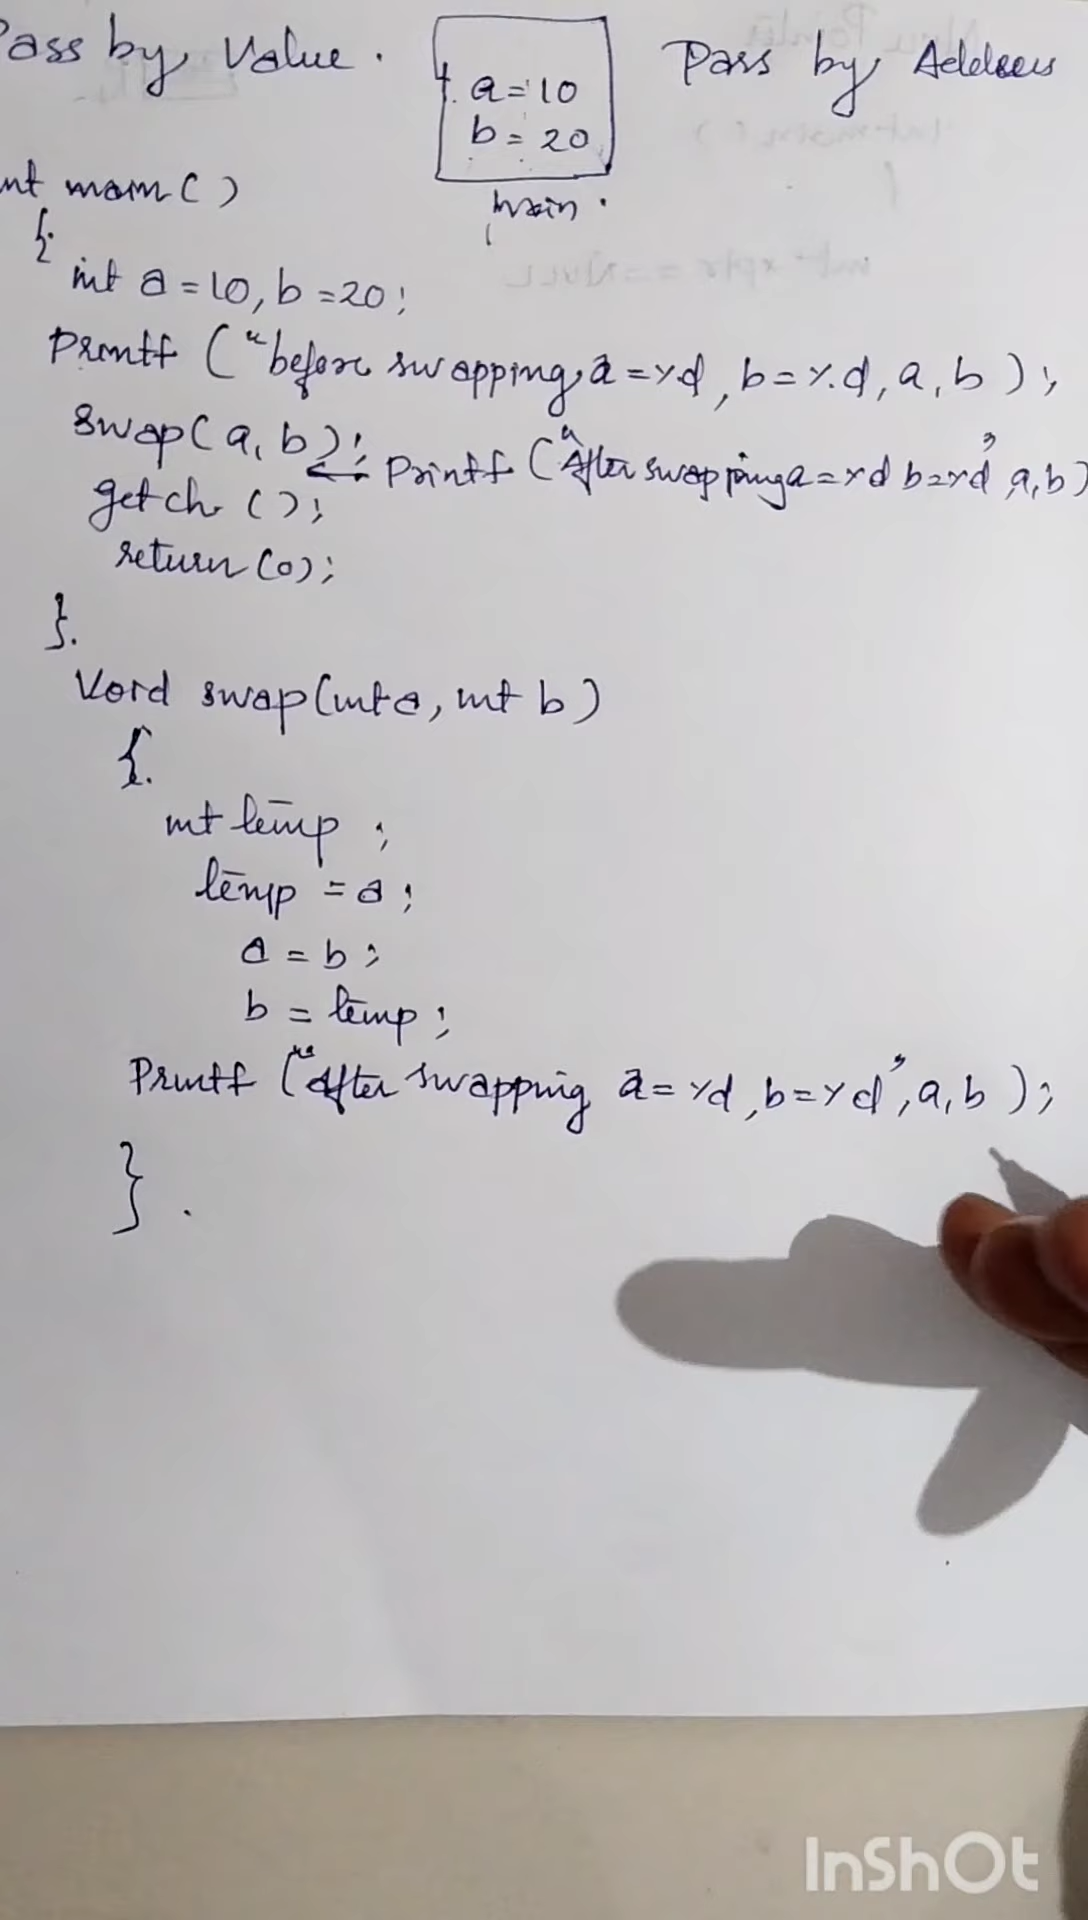 Pass by Value.
a=10
b=20
main.
Pass by Address
int main()
{
int a=10, b=20;
Printf ("before swapping, a=%d, b=%d, a, b);
swap(a, b);
← Printf ("After swapping a=%d b=%d", a, b)
getch ();
return (0);
}.
Void swap(int a, int b)
{.
int temp;
temp = a;
a = b;
b = temp;
Printf ("After swapping a=%d, b=%d", a, b);
}.
InShOt